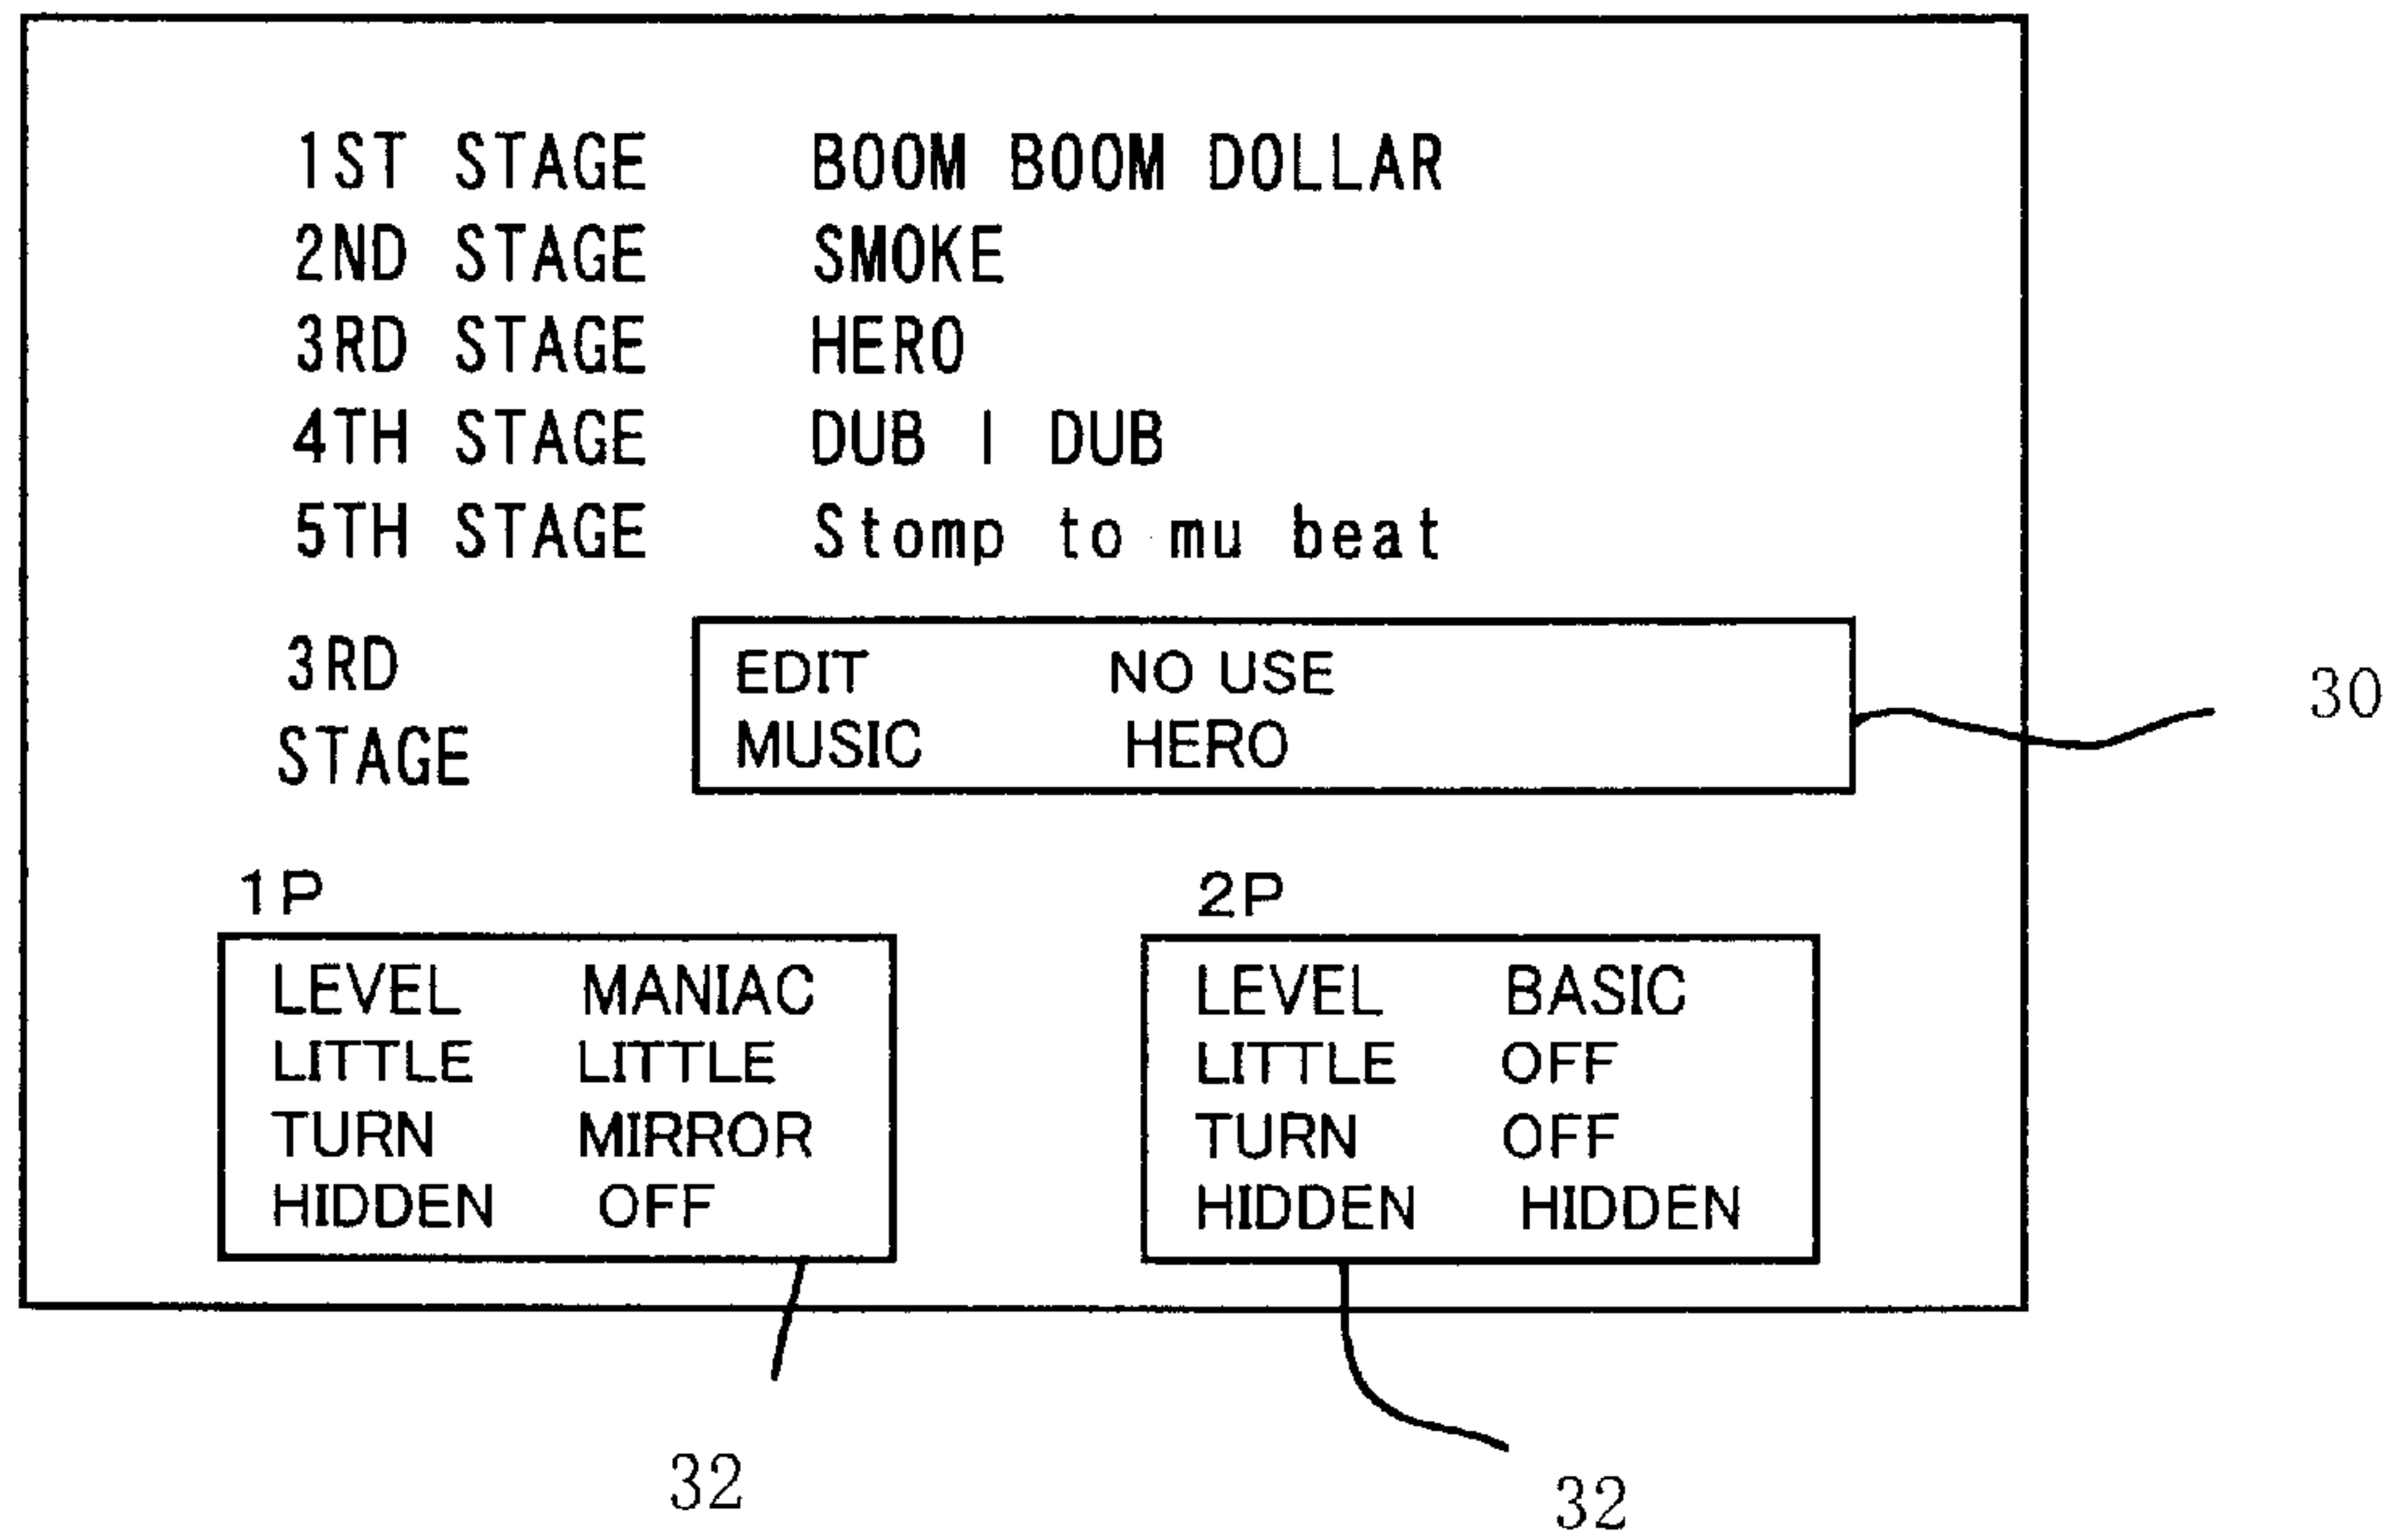 1ST STAGE BOOM BOOM DOLLAR
2ND STAGE SMOKE
3RD STAGE HERO
4TH STAGE DUB I DUB
5TH STAGE Stomp to mu beat
3RD STAGE
EDIT NO USE
MUSIC HERO
30
1P
LEVEL MANIAC
LITTLE LITTLE
TURN MIRROR
HIDDEN OFF
32
2P
LEVEL BASIC
LITTLE OFF
TURN OFF
HIDDEN HIDDEN
32